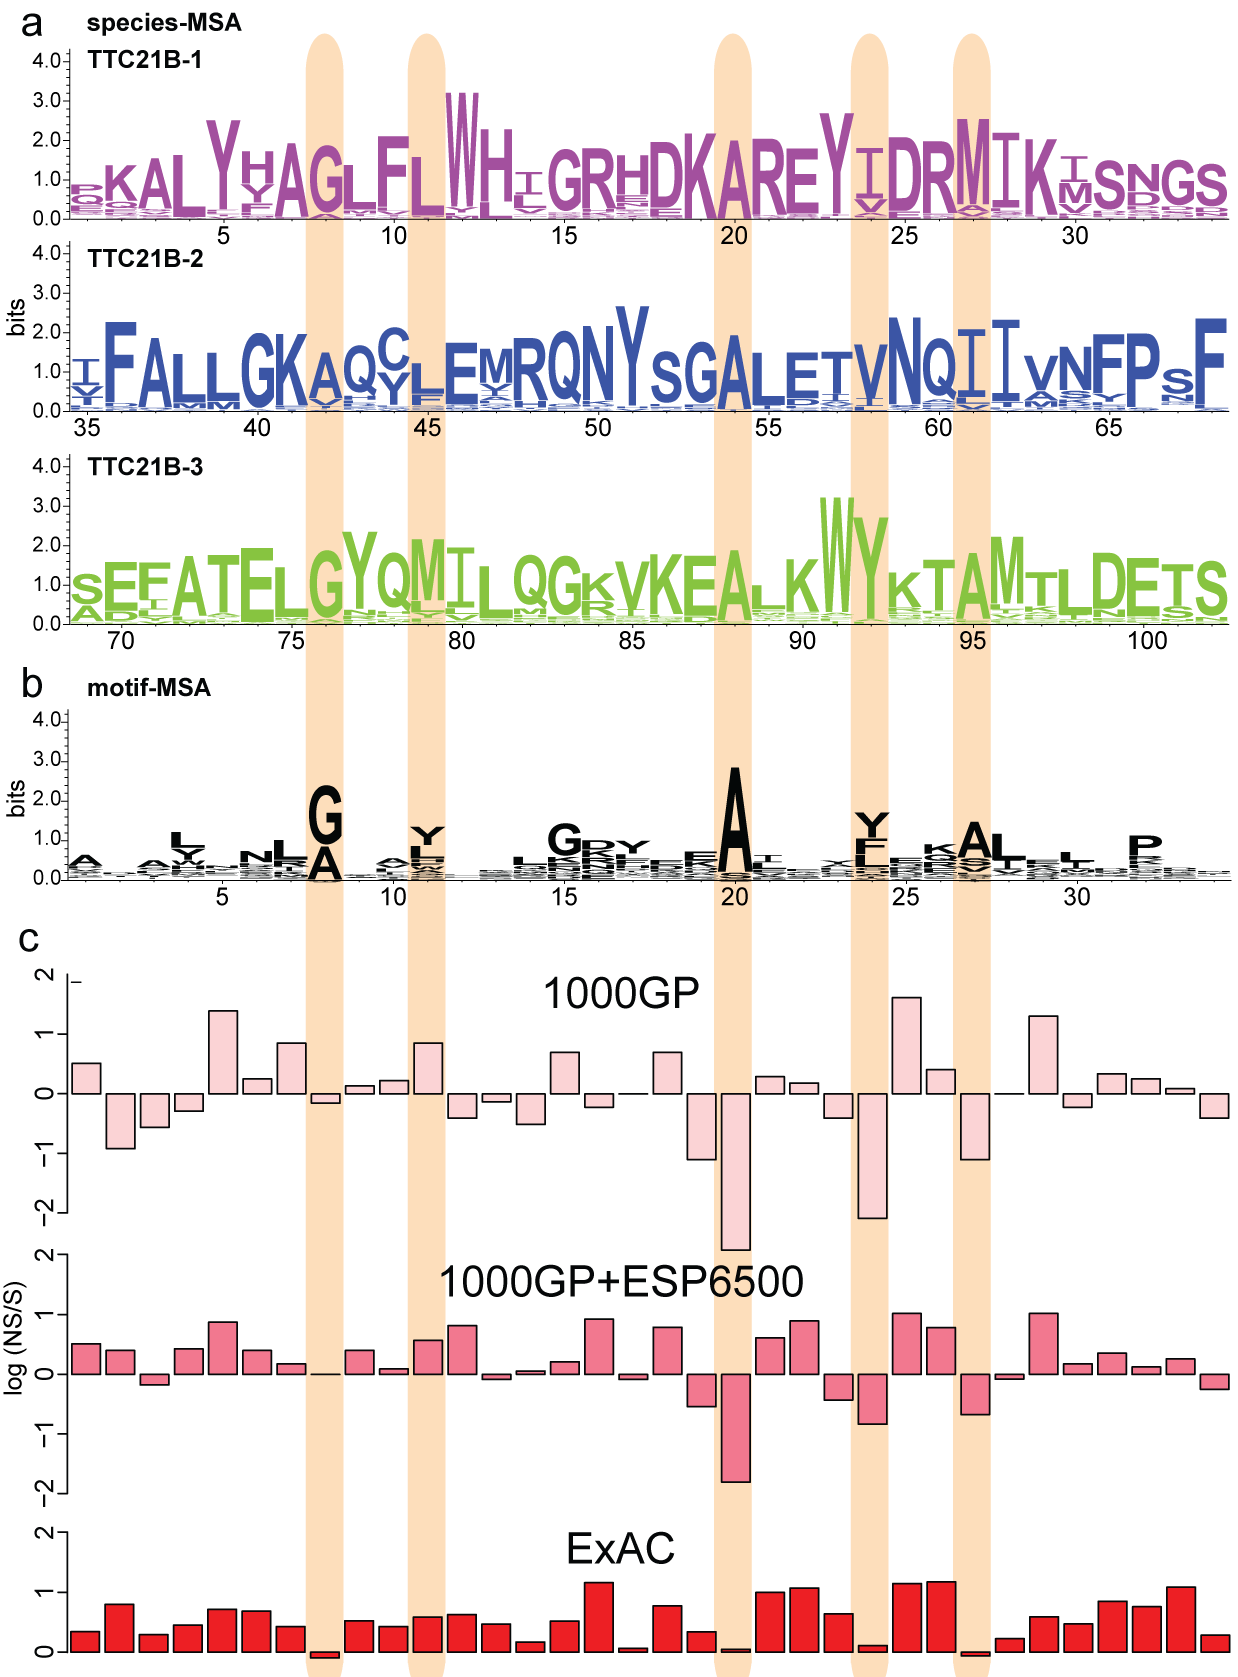 a species-MSA
TTC21B-1
4.0
3.0
2.0
1.0
0.0
KALYHAGLFLWHIGRHDKAREYIDRMIKISNGS
5 10 15 20 25 30
TTC21B-2
4.0
3.0
2.0
1.0
0.0
bits
IFALLGKAQCLEMRQNYSGALETVNQIIVNFPSF
35 40 45 50 55 60 65
TTC21B-3
4.0
3.0
2.0
1.0
0.0
SEFATELGYQMILQGKVKEALKWYKTAMTLDETS
70 75 80 85 90 95 100
b motif-MSA
4.0
3.0
2.0
1.0
0.0
bits
5 10 15 20 25 30
c
1000GP
2
1
0
−1
−2
1000GP+ESP6500
2
1
0
−1
−2
log (NS/S)
ExAC
2
1
0